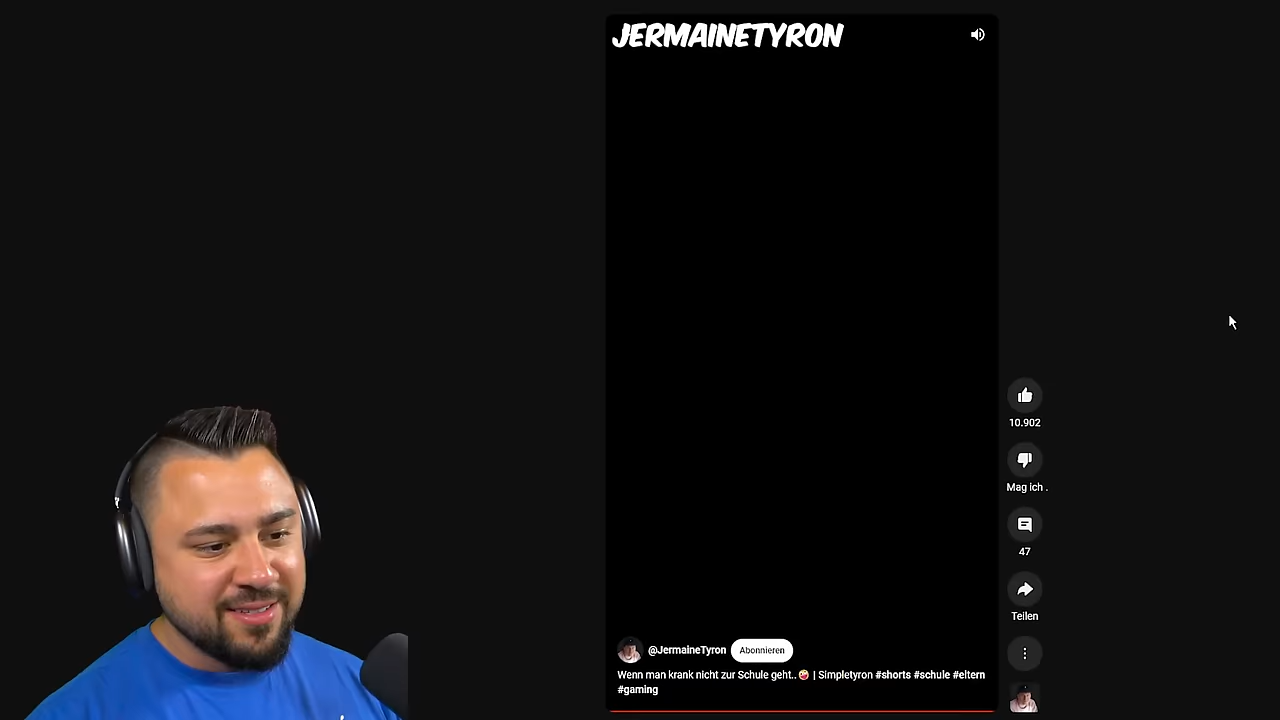 JERMAINETYRON
10.902
Mag ich .
47
Teilen
@JermaineTyron Abonnieren
Wenn man krank nicht zur Schule geht..🤪 | Simpletyron #shorts #schule #eltern
#gaming